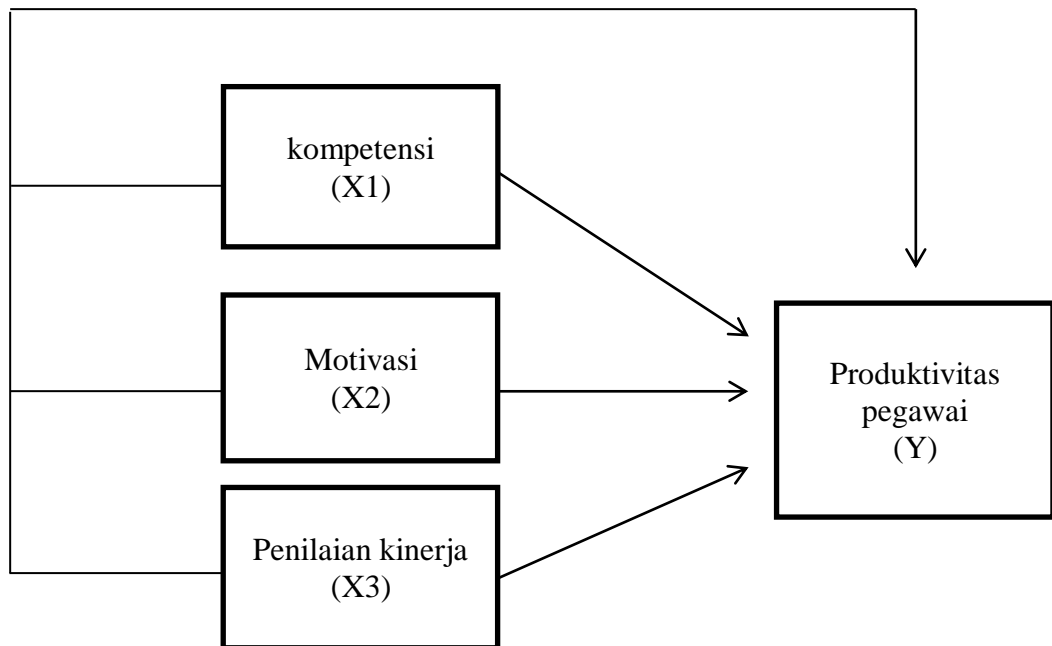 kompetensi
(X1)
Motivasi
(X2)
Penilaian kinerja
(X3)
Produktivitas
pegawai
(Y)